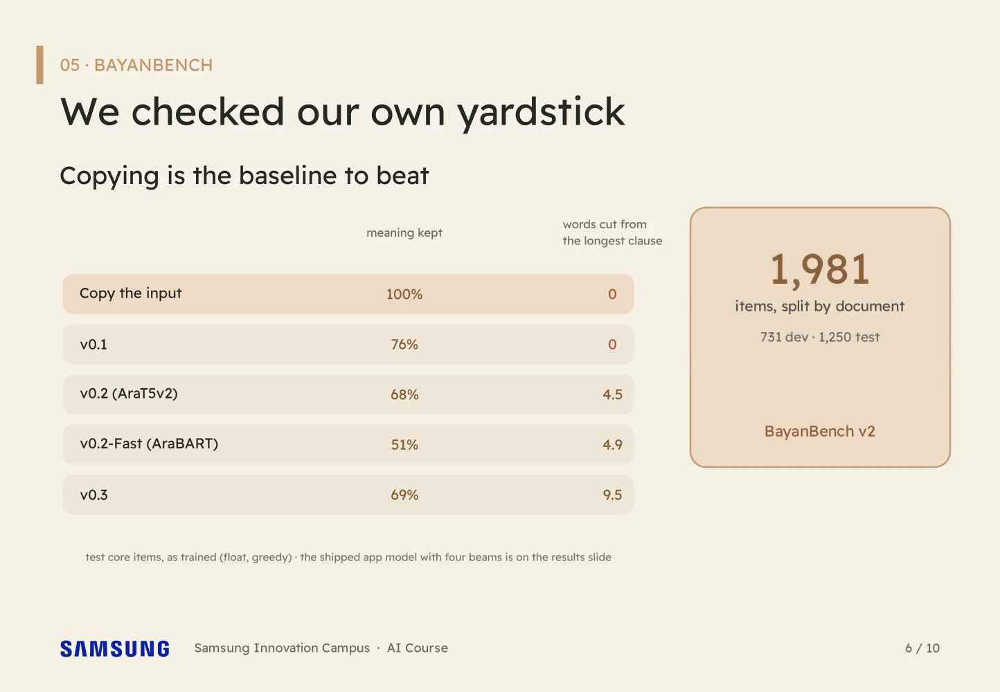 05 · BAYANBENCH
We checked our own yardstick
Copying is the baseline to beat
meaning kept
words cut from
the longest clause
Copy the input 100% 0
v0.1 76% 0
v0.2 (AraT5v2) 68% 4.5
v0.2-Fast (AraBART) 51% 4.9
v0.3 69% 9.5
test core items, as trained (float, greedy) · the shipped app model with four beams is on the results slide
1,981
items, split by document
731 dev · 1,250 test
BayanBench v2
SAMSUNG Samsung Innovation Campus · AI Course 6 / 10